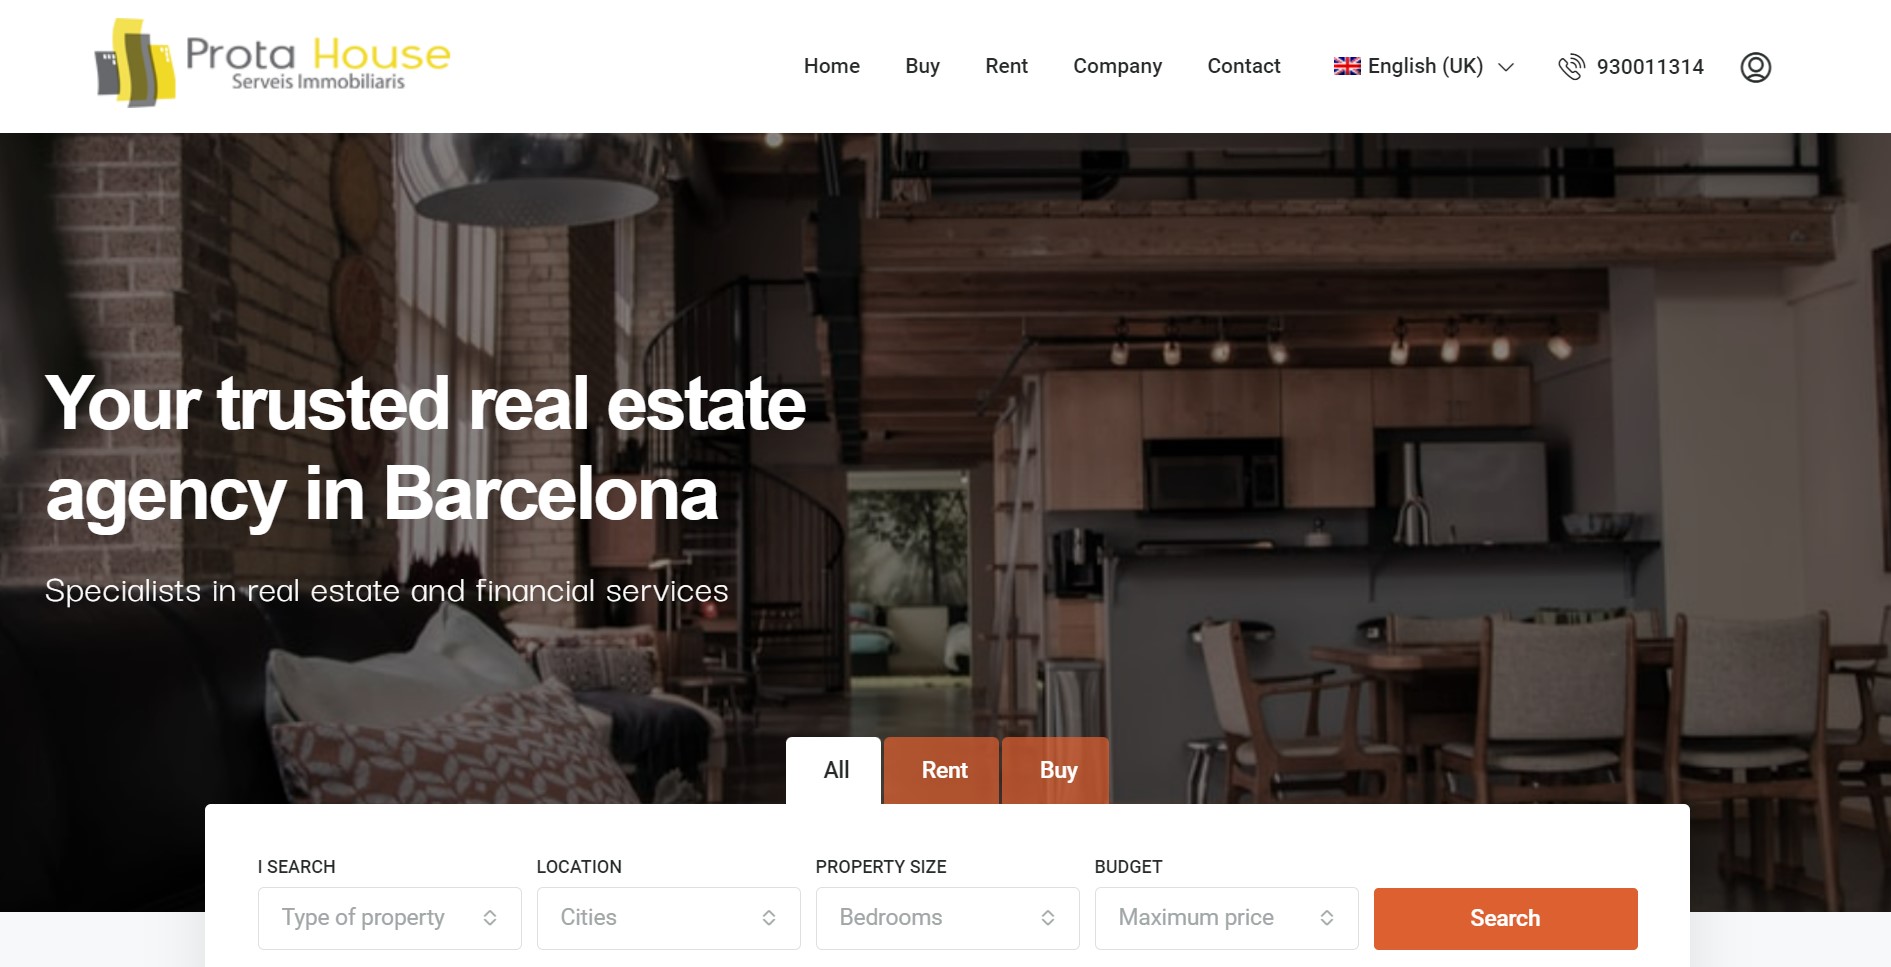 Prota House
Serveis Immobiliaris
Home Buy Rent Company Contact English (UK) 930011314
Your trusted real estate
agency in Barcelona
Specialists in real estate and financial services
All Rent Buy
I SEARCH LOCATION PROPERTY SIZE BUDGET
Type of property Cities Bedrooms Maximum price Search